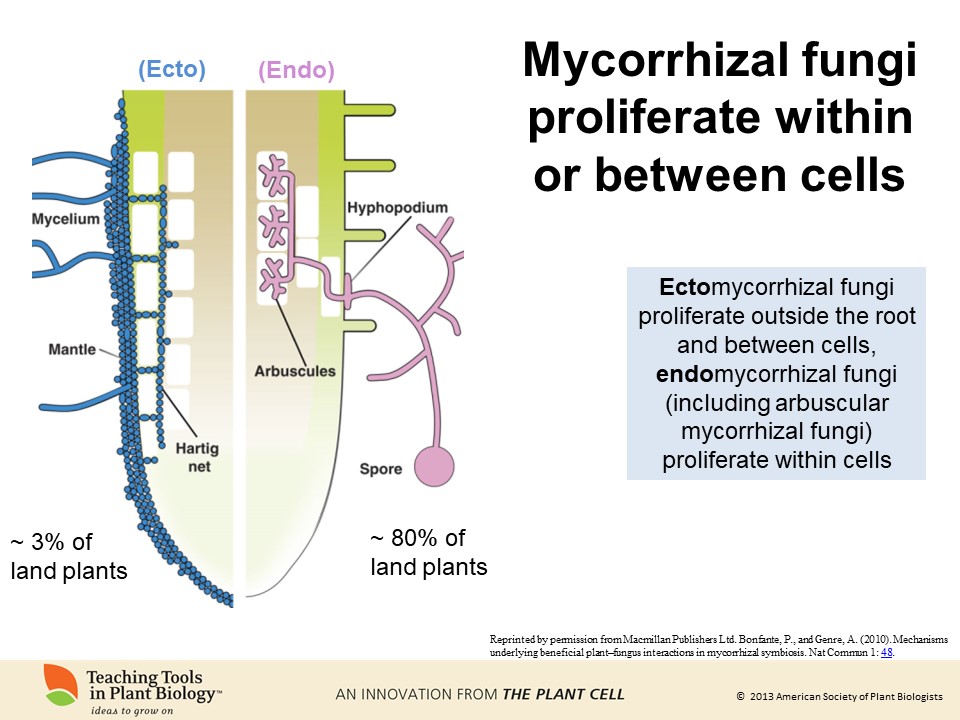 (Ecto)
(Endo)
Mycorrhizal fungi
proliferate within
or between cells
Mycelium
Hyphopodium
Mantle
Arbuscules
Hartig
net
Spore
~ 3% of
land plants
~ 80% of
land plants
Ectomycorrhizal fungi
proliferate outside the root
and between cells,
endomycorrhizal fungi
(including arbuscular
mycorrhizal fungi)
proliferate within cells
Reprinted by permission from Macmillan Publishers Ltd. Bonfante, P., and Genre, A. (2010). Mechanisms
underlying beneficial plant–fungus interactions in mycorrhizal symbiosis. Nat Commun 1: 48.
Teaching Tools
in Plant Biology™
ideas to grow on
AN INNOVATION FROM THE PLANT CELL
© 2013 American Society of Plant Biologists